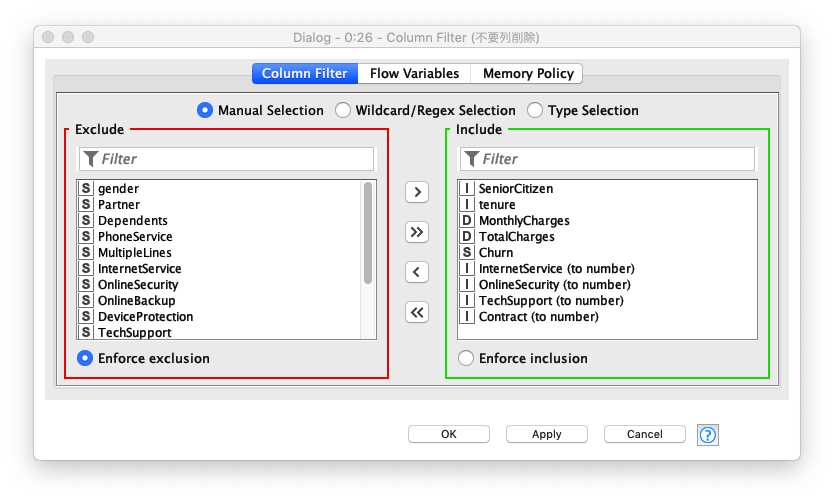 Dialog - 0:26 - Column Filter (不要列削除)
Column Filter Flow Variables Memory Policy
Manual Selection Wildcard/Regex Selection Type Selection
Exclude
Filter
S gender
S Partner
S Dependents
S PhoneService
S MultipleLines
S InternetService
S OnlineSecurity
S OnlineBackup
S DeviceProtection
S TechSupport
Enforce exclusion
>
>>
<
<<
Include
Filter
I SeniorCitizen
I tenure
D MonthlyCharges
D TotalCharges
S Churn
I InternetService (to number)
I OnlineSecurity (to number)
I TechSupport (to number)
I Contract (to number)
Enforce inclusion
OK Apply Cancel ?